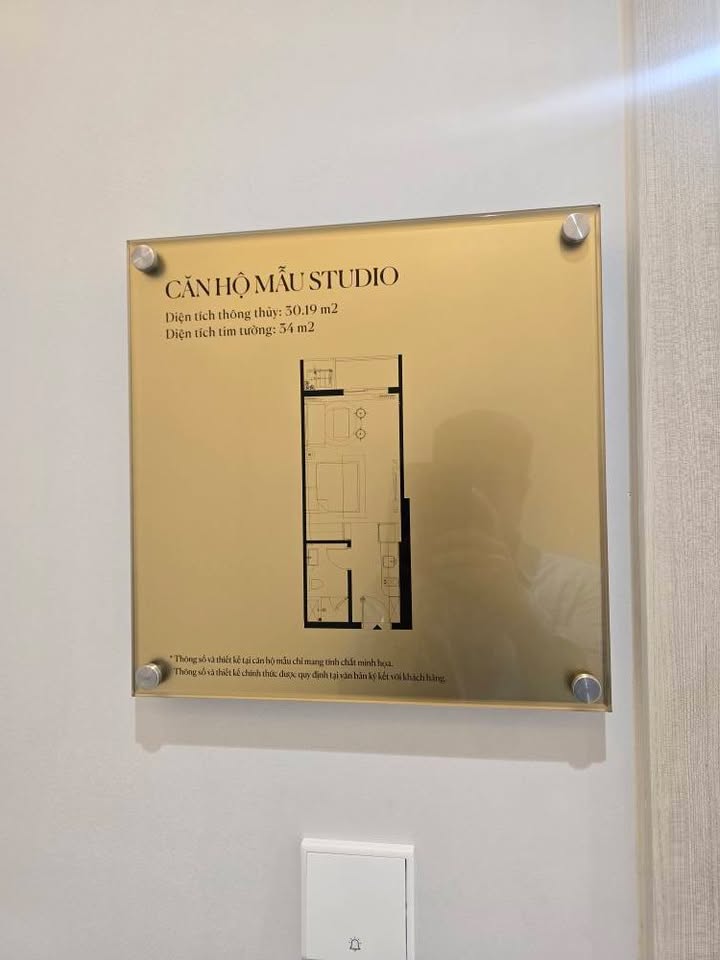 CĂN HỘ MẪU STUDIO
Diện tích thông thủy: 30.19 m2
Diện tích tim tường: 34 m2
* Thông số và thiết kế tại căn hộ mẫu chỉ mang tính chất minh họa.
* Thông số và thiết kế chính thức được quy định tại văn bản ký kết với khách hàng.